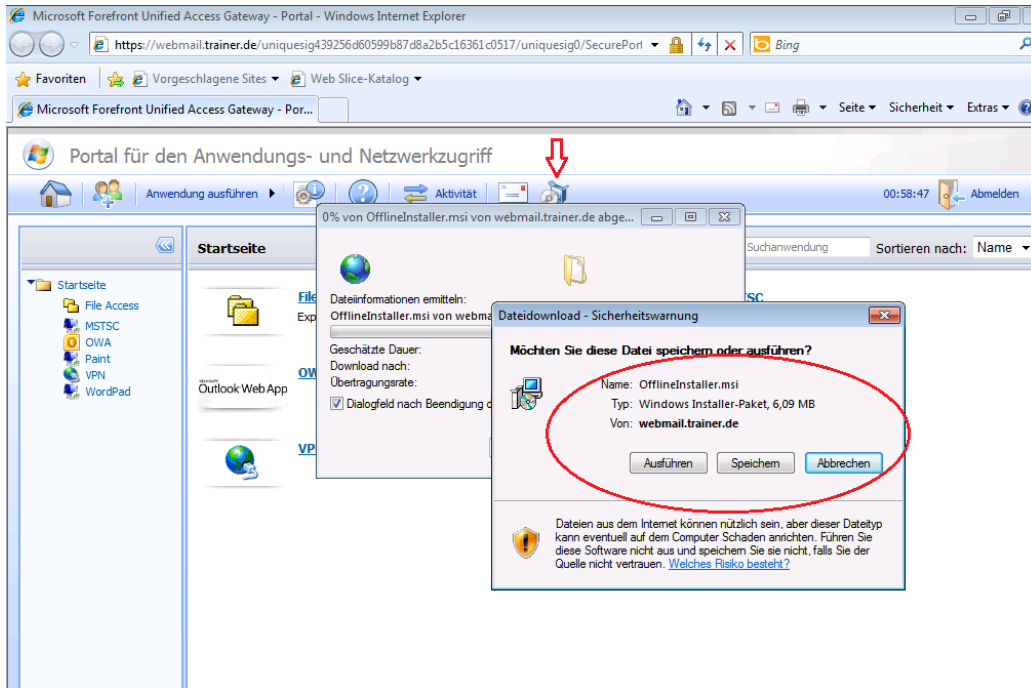 Microsoft Forefront Unified Access Gateway - Portal - Windows Internet Explorer
https://webmail.trainer.de/uniquesig439256d60599b87d8a2b5c16361c0517/uniquesig0/SecurePort
Bing
Favoriten Vorgeschlagene Sites Web Slice-Katalog
Microsoft Forefront Unified Access Gateway - Por...
Seite Sicherheit Extras
Portal für den Anwendungs- und Netzwerkzugriff
Anwendung ausführen Aktivität 00:58:47 Abmelden
Startseite
Suchanwendung Sortieren nach: Name
Startseite
File Access
MSTSC
OWA
Paint
VPN
WordPad
File
Exp
Microsoft
Outlook Web App
OW
VP
SC
0% von OfflineInstaller.msi von webmail.trainer.de abge...
Dateiinformationen ermitteln:
OfflineInstaller.msi von webma
Geschätzte Dauer:
Download nach:
Übertragungsrate:
Dialogfeld nach Beendigung d
Dateidownload - Sicherheitswarnung
Möchten Sie diese Datei speichern oder ausführen?
Name: OfflineInstaller.msi
Typ: Windows Installer-Paket, 6,09 MB
Von: webmail.trainer.de
Ausführen Speichern Abbrechen
Dateien aus dem Internet können nützlich sein, aber dieser Dateityp
kann eventuell auf dem Computer Schaden anrichten. Führen Sie
diese Software nicht aus und speichern Sie sie nicht, falls Sie der
Quelle nicht vertrauen. Welches Risiko besteht?